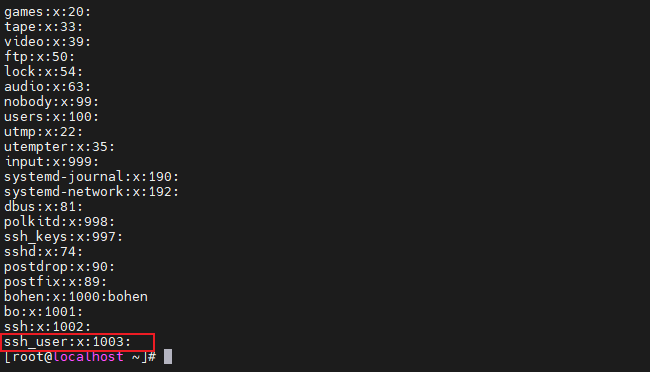 games:x:20:
tape:x:33:
video:x:39:
ftp:x:50:
lock:x:54:
audio:x:63:
nobody:x:99:
users:x:100:
utmp:x:22:
utempter:x:35:
input:x:999:
systemd-journal:x:190:
systemd-network:x:192:
dbus:x:81:
polkitd:x:998:
ssh_keys:x:997:
sshd:x:74:
postdrop:x:90:
postfix:x:89:
bohen:x:1000:bohen
bo:x:1001:
ssh:x:1002:
ssh_user:x:1003:
[root@localhost ~]#